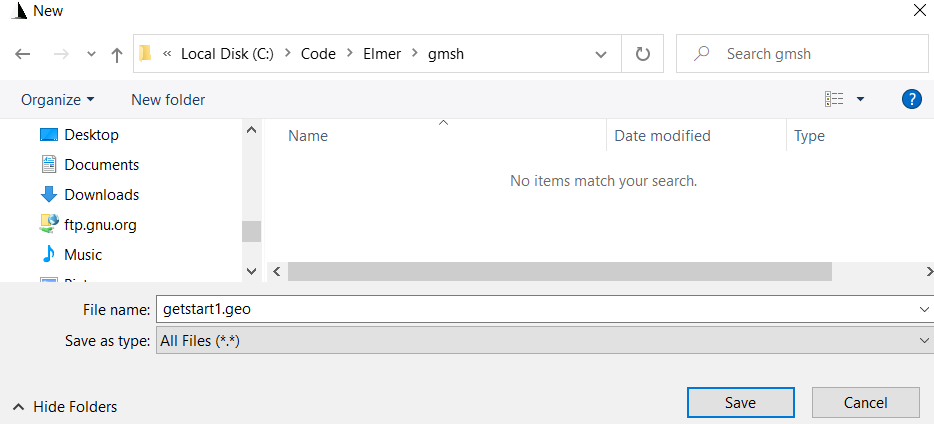 New
« Local Disk (C:) > Code > Elmer > gmsh
Search gmsh
Organize
New folder
?
Desktop
Documents
Downloads
ftp.gnu.org
Music
Name
Date modified
Type
No items match your search.
File name: getstart1.geo
Save as type: All Files (*.*)
Hide Folders
Save
Cancel